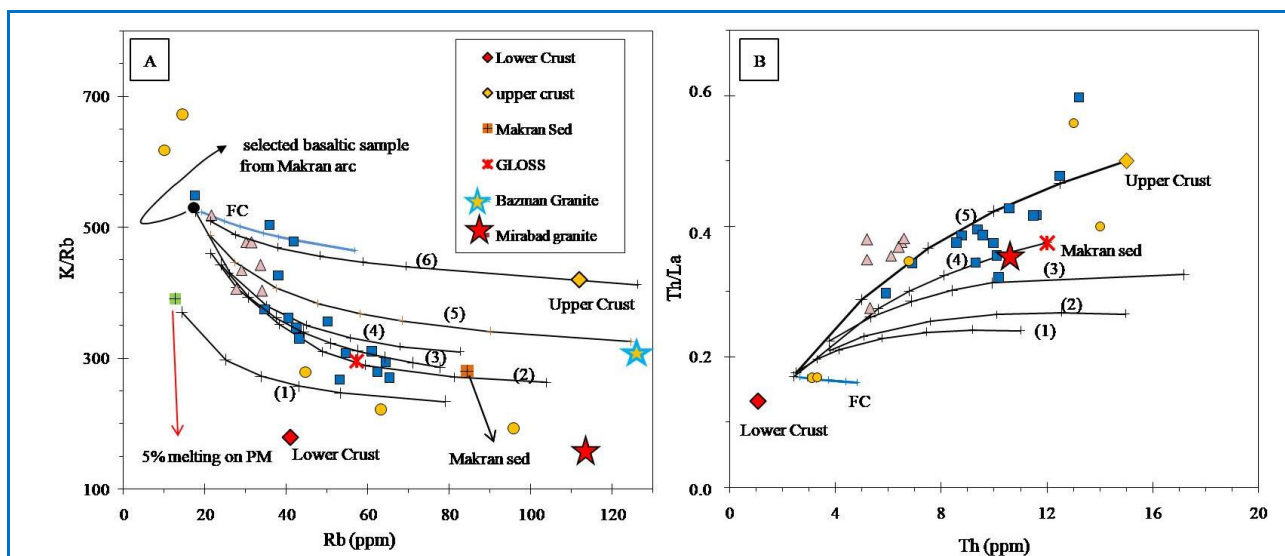 A
B
K/Rb
700
500
300
100
0
20
40
60
80
100
120
Rb (ppm)
selected basaltic sample
from Makran arc
FC
(6)
(5)
(4)
(3)
(2)
(1)
Upper Crust
5% melting on PM
Lower Crust
Makran sed
Lower Crust
upper crust
Makran Sed
GLOSS
Bazman Granite
Mirabad granite
Th/La
0.6
0.4
0.2
0.0
0
4
8
12
16
20
Th (ppm)
Upper Crust
(5)
Makran sed
(4)
(3)
(2)
(1)
FC
Lower Crust